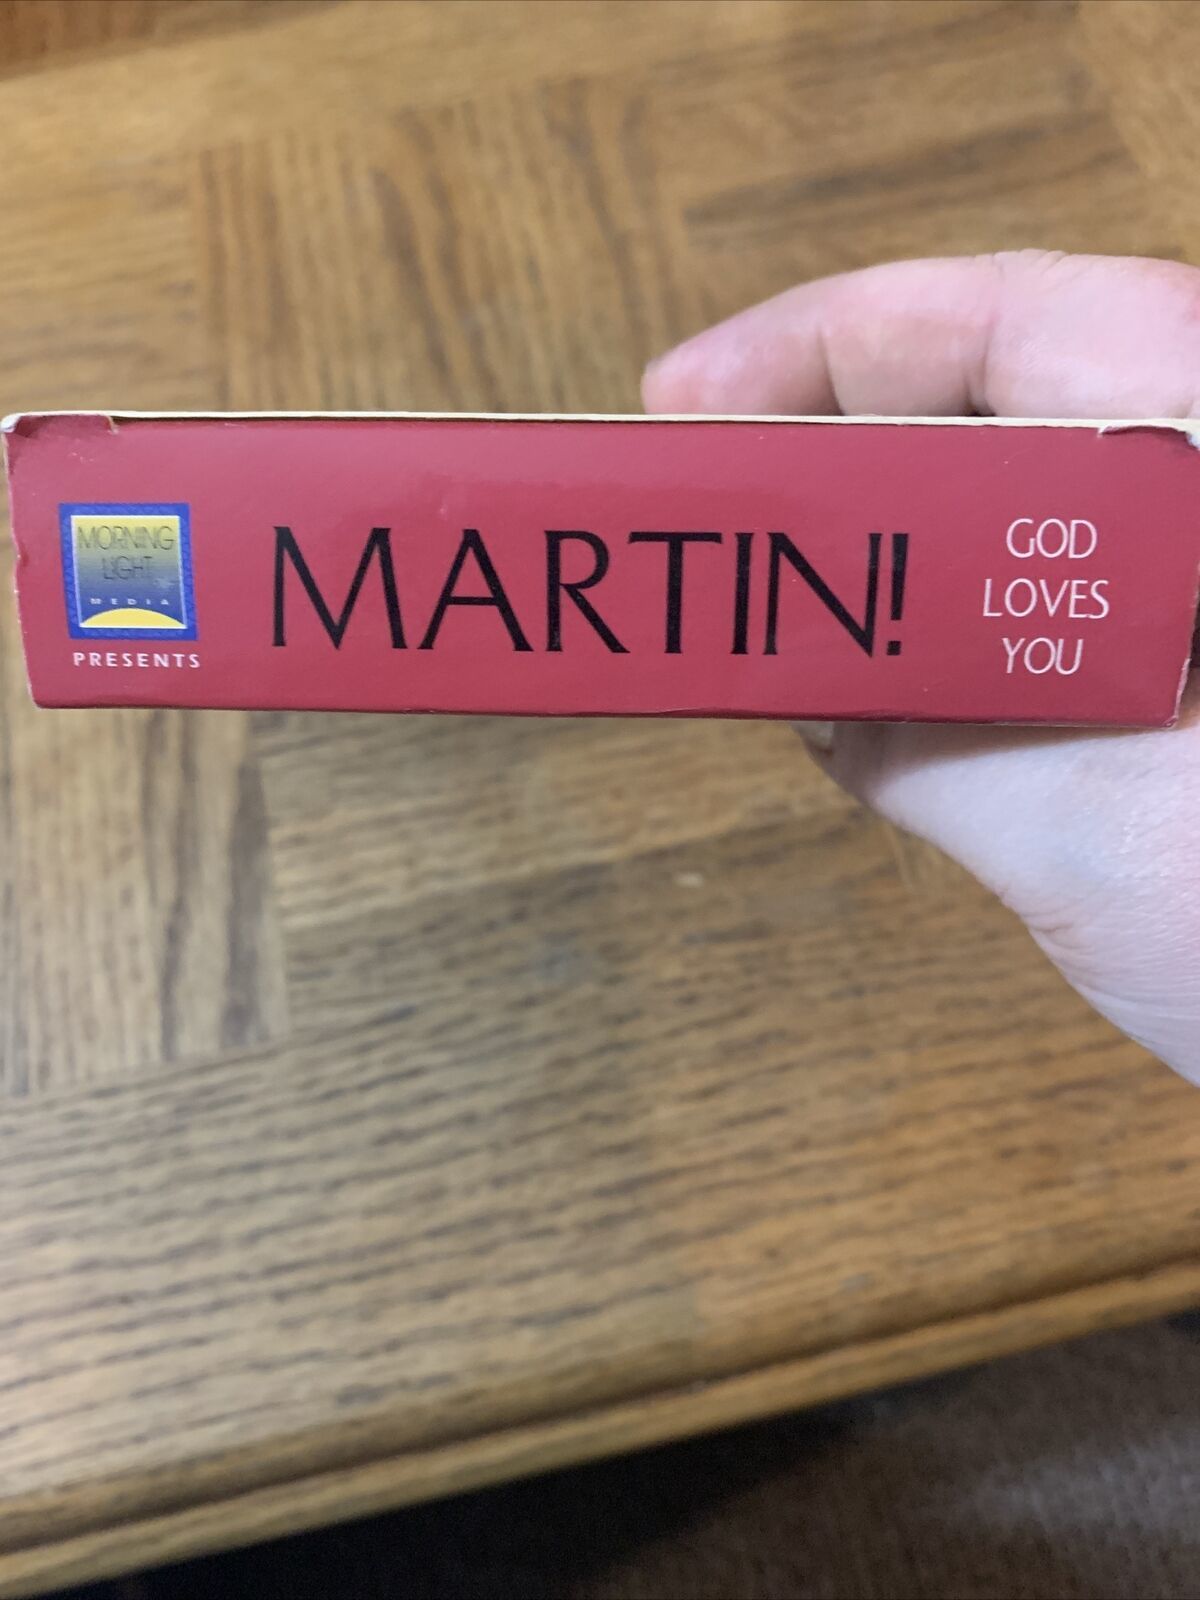 MORNING
LIGHT
MEDIA
PRESENTS
MARTIN!
GOD
LOVES
YOU